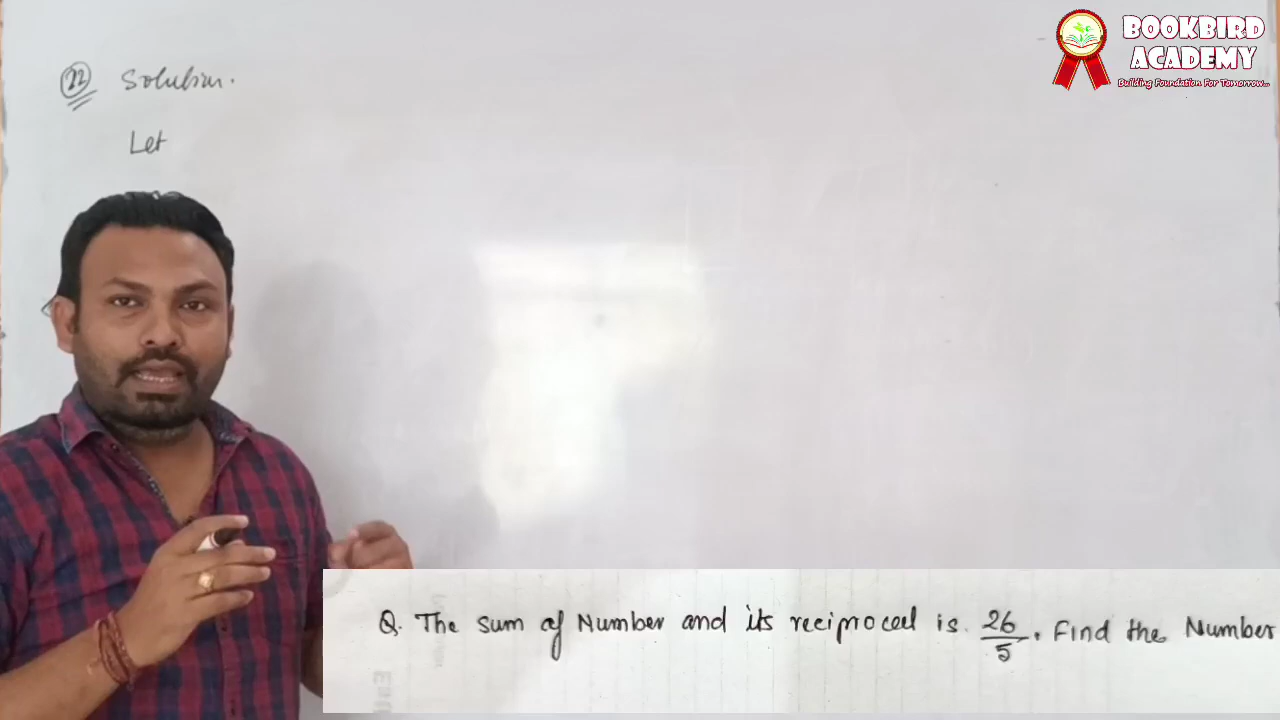 BOOKBIRD
ACADEMY
Building Foundation For Tomorrow...
22 Solution.
Let
Q. The sum of Number and its reciprocal is 26/5. Find the Number